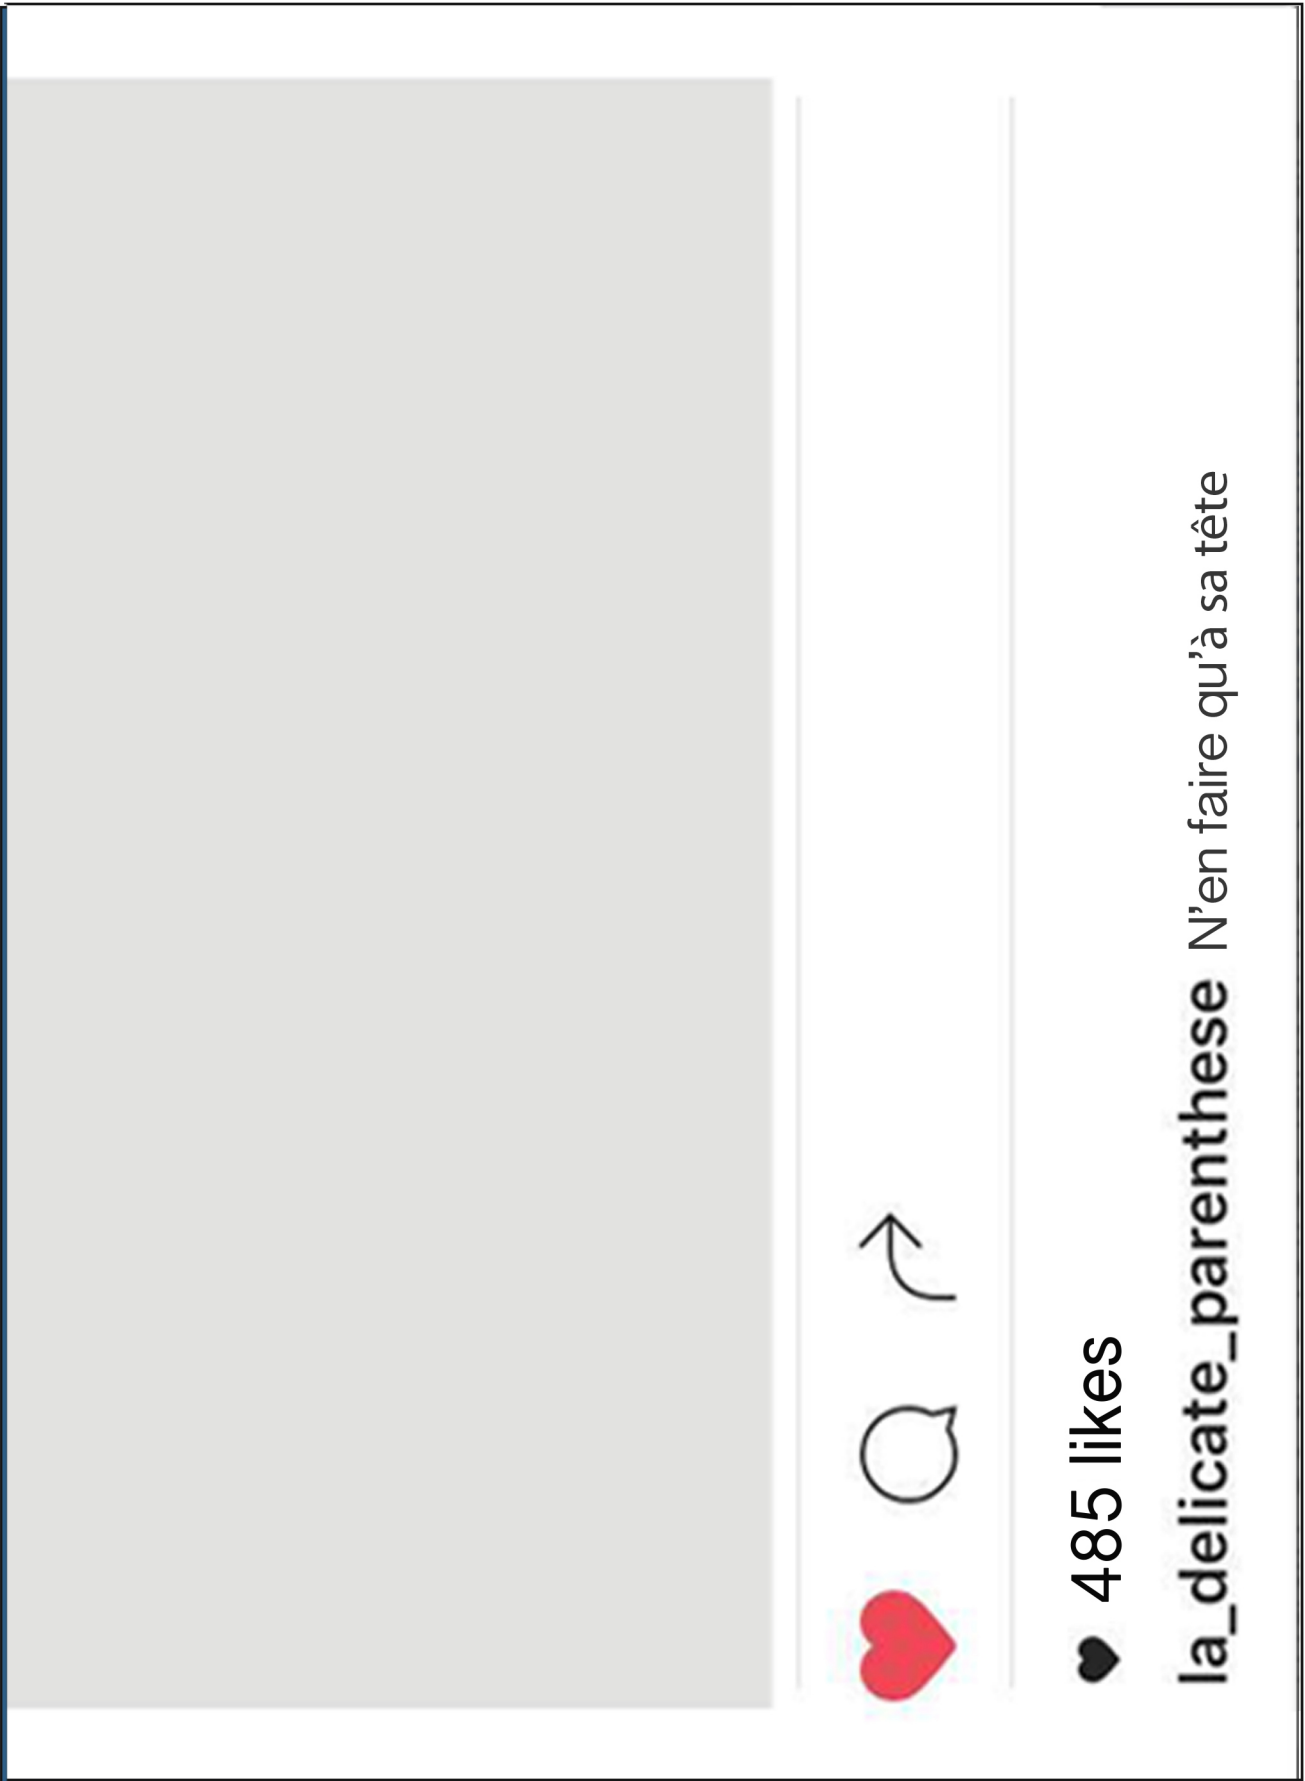 485 likes
la_delicate_parenthese N’en faire qu’à sa tête